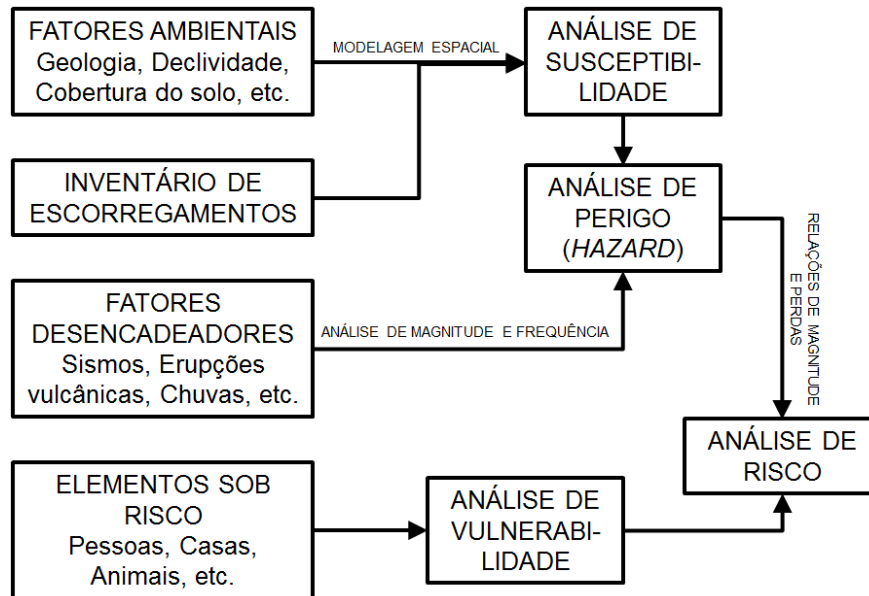 FATORES AMBIENTAIS
Geologia, Declividade,
Cobertura do solo, etc.
MODELAGEM ESPACIAL
ANÁLISE DE
SUSCEPTIBI-
LIDADE
INVENTÁRIO DE
ESCORREGAMENTOS
ANÁLISE DE
PERIGO
(HAZARD)
RELAÇÕES DE MAGNITUDE
E PERDAS
FATORES
DESENCADEADORES
Sismos, Erupções
vulcânicas, Chuvas, etc.
ANÁLISE DE MAGNITUDE E FREQUÊNCIA
ANÁLISE DE
RISCO
ELEMENTOS SOB
RISCO
Pessoas, Casas,
Animais, etc.
ANÁLISE DE
VULNERABI-
LIDADE